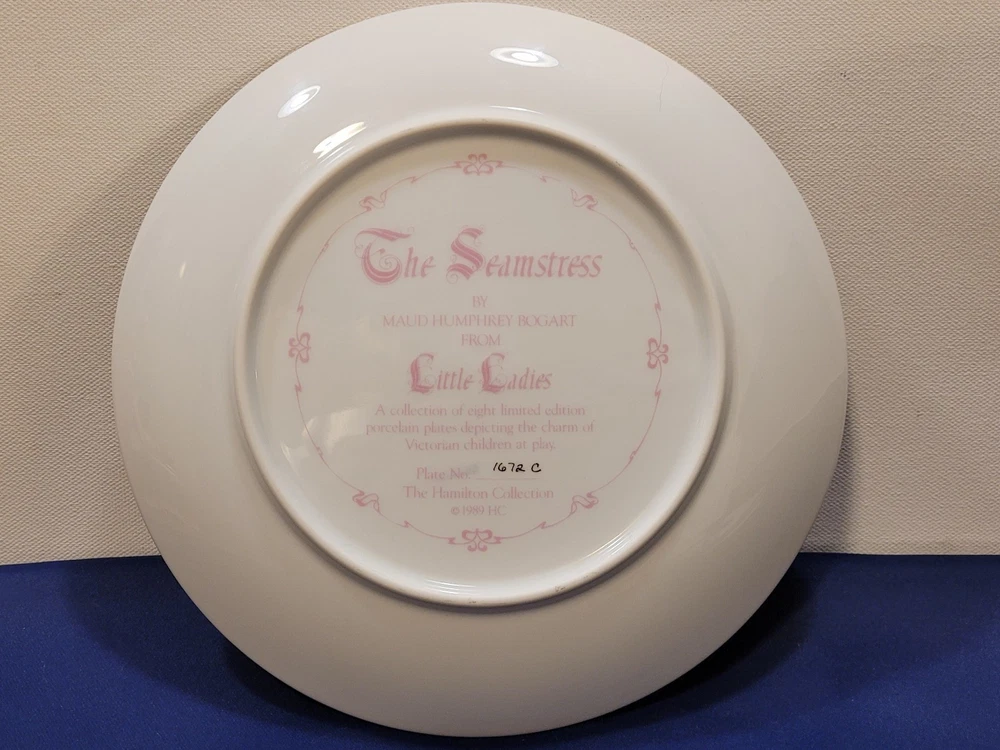 The Seamstress
BY
MAUD HUMPHREY BOGART
FROM
Little Ladies
A collection of eight limited edition
porcelain plates depicting the charm of
Victorian children at play.
Plate No. 1672 C
The Hamilton Collection
©1989 HC